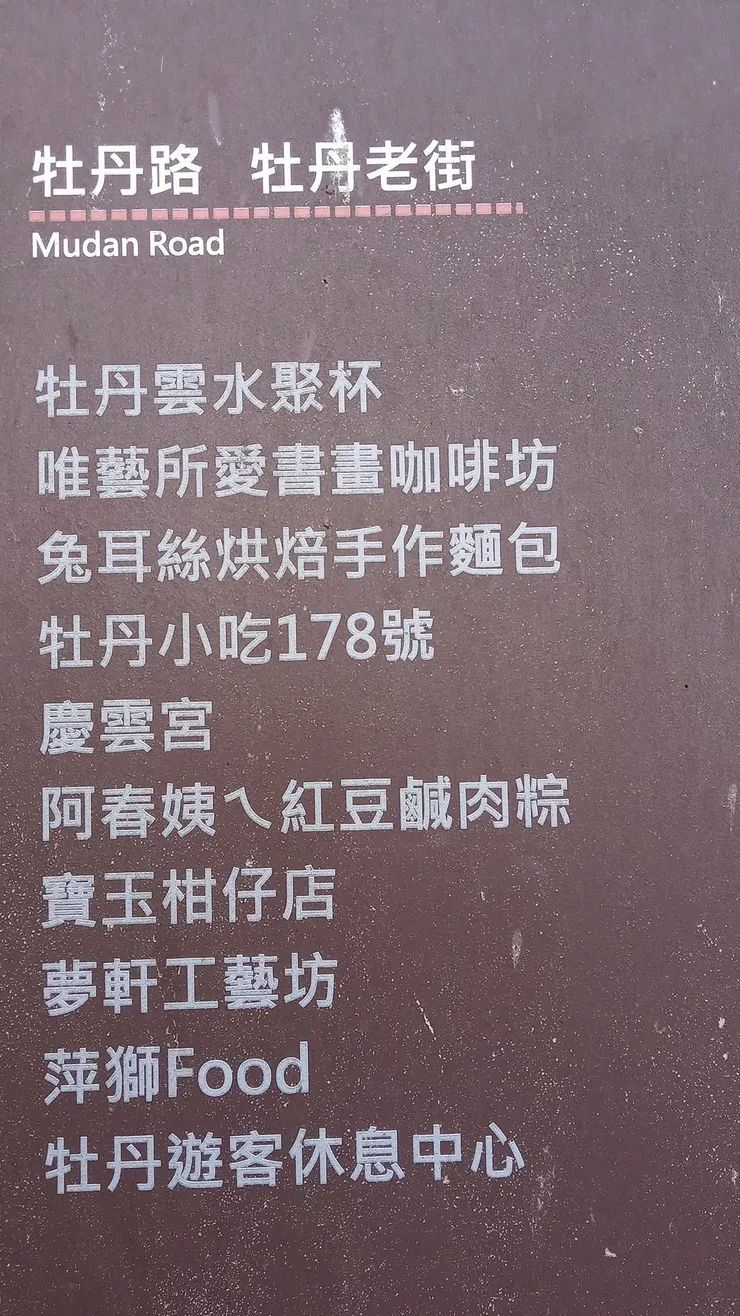 牡丹路 牡丹老街
Mudan Road
牡丹雲水聚杯
唯藝所愛書畫咖啡坊
兔耳絲烘焙手作麵包
牡丹小吃178號
慶雲宮
阿春姨ㄟ紅豆鹹肉粽
寶玉柑仔店
夢軒工藝坊
萍獅Food
牡丹遊客休息中心